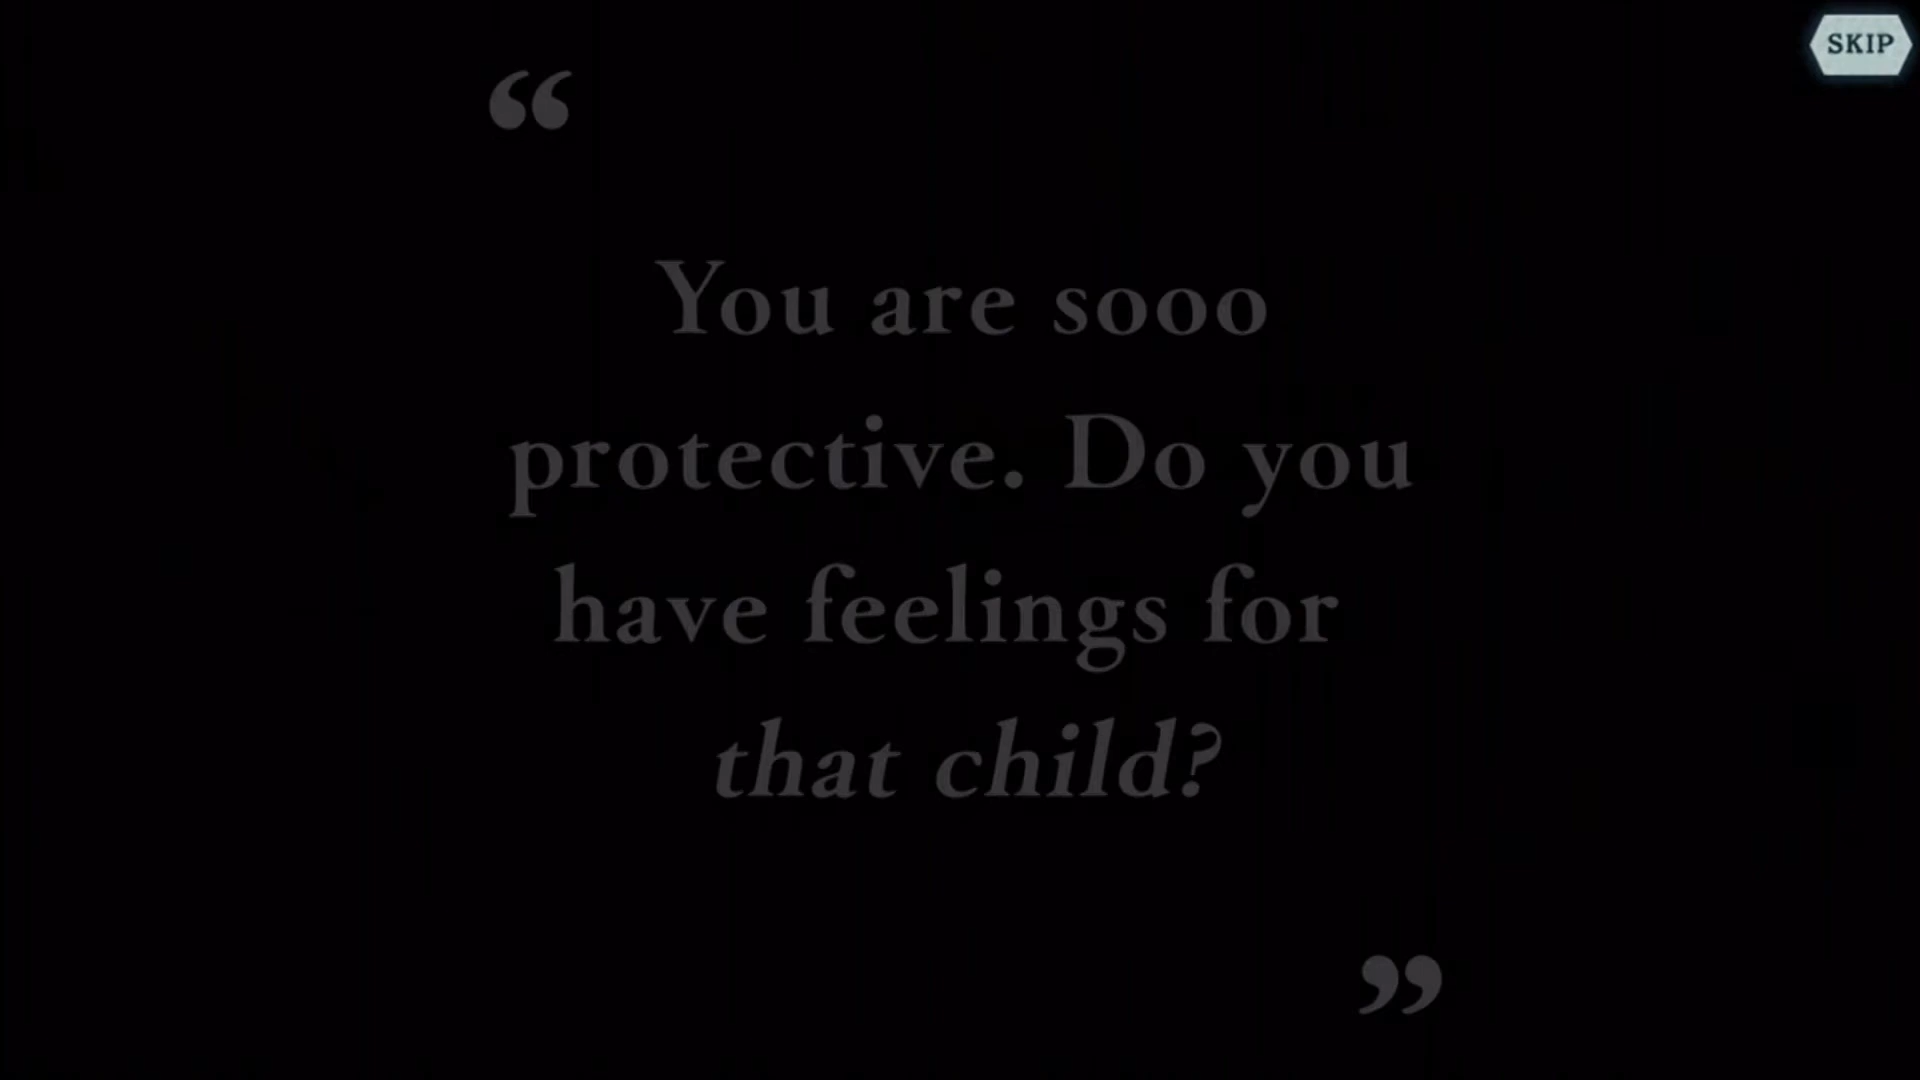 SKIP
“
You are sooo
protective. Do you
have feelings for
that child?
”